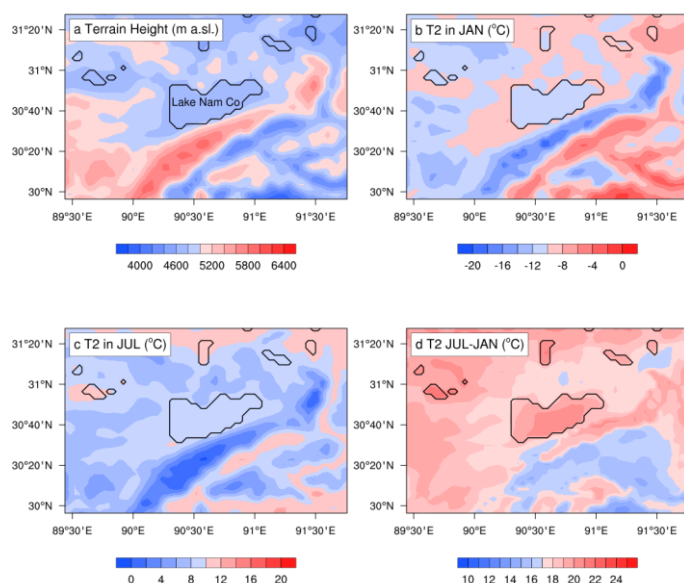 a Terrain Height (m a.sl.)
b T2 in JAN (°C)
31°20'
31°20'
31°N
31°N
Lake Nam Co
30°40'
30°40'
30°20'
30°20'
30°N
30°N
89°30'E 90°E 90°30'E 91°E 91°30'E
89°30'E 90°E 90°30'E 91°E 91°30'E
4000 4600 5200 5800 6400
-20 -16 -12 -8 -4 0
c T2 in JUL (°C)
d T2 JUL-JAN (°C)
31°20'
31°20'
31°N
31°N
30°40'
30°40'
30°20'
30°20'
30°N
30°N
89°30'E 90°E 90°30'E 91°E 91°30'E
89°30'E 90°E 90°30'E 91°E 91°30'E
0 4 8 12 16 20
10 12 14 16 18 20 22 24